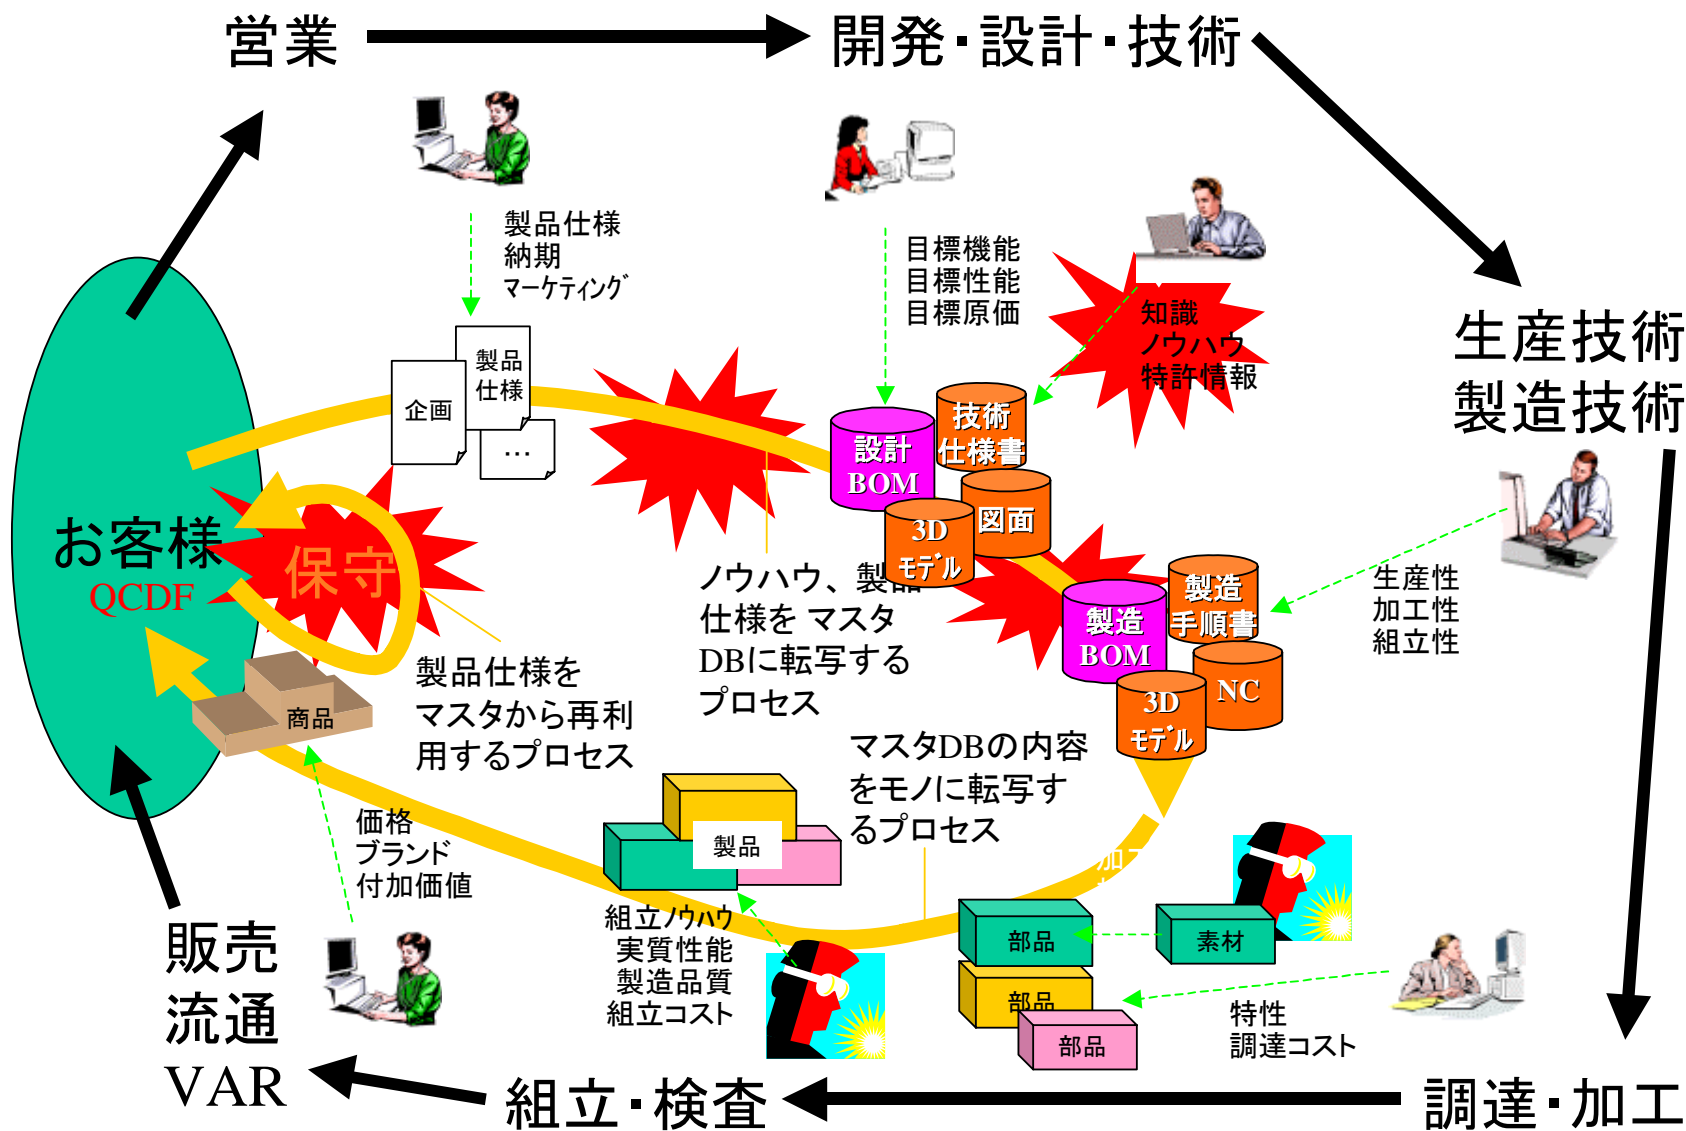 営業
開発・設計・技術
製品仕様
納期
マーケティング
目標機能
目標性能
目標原価
知識
ノウハウ
特許情報
生産技術
製造技術
製品
仕様
企画
…
技術
仕様書
設計
BOM
図面
3D
モデル
お客様
QCDF
保守
ノウハウ、製品
仕様を マスタ
DBに転写する
プロセス
製造
手順書
製造
BOM
NC
3D
モデル
生産性
加工性
組立性
製品仕様を
マスタから再利
用するプロセス
商品
マスタDBの内容
をモノに転写す
るプロセス
価格
ブランド
付加価値
製品
加工
部品
素材
部品
部品
組立ノウハウ
実質性能
製造品質
組立コスト
特性
調達コスト
販売
流通
VAR
組立・検査
調達・加工